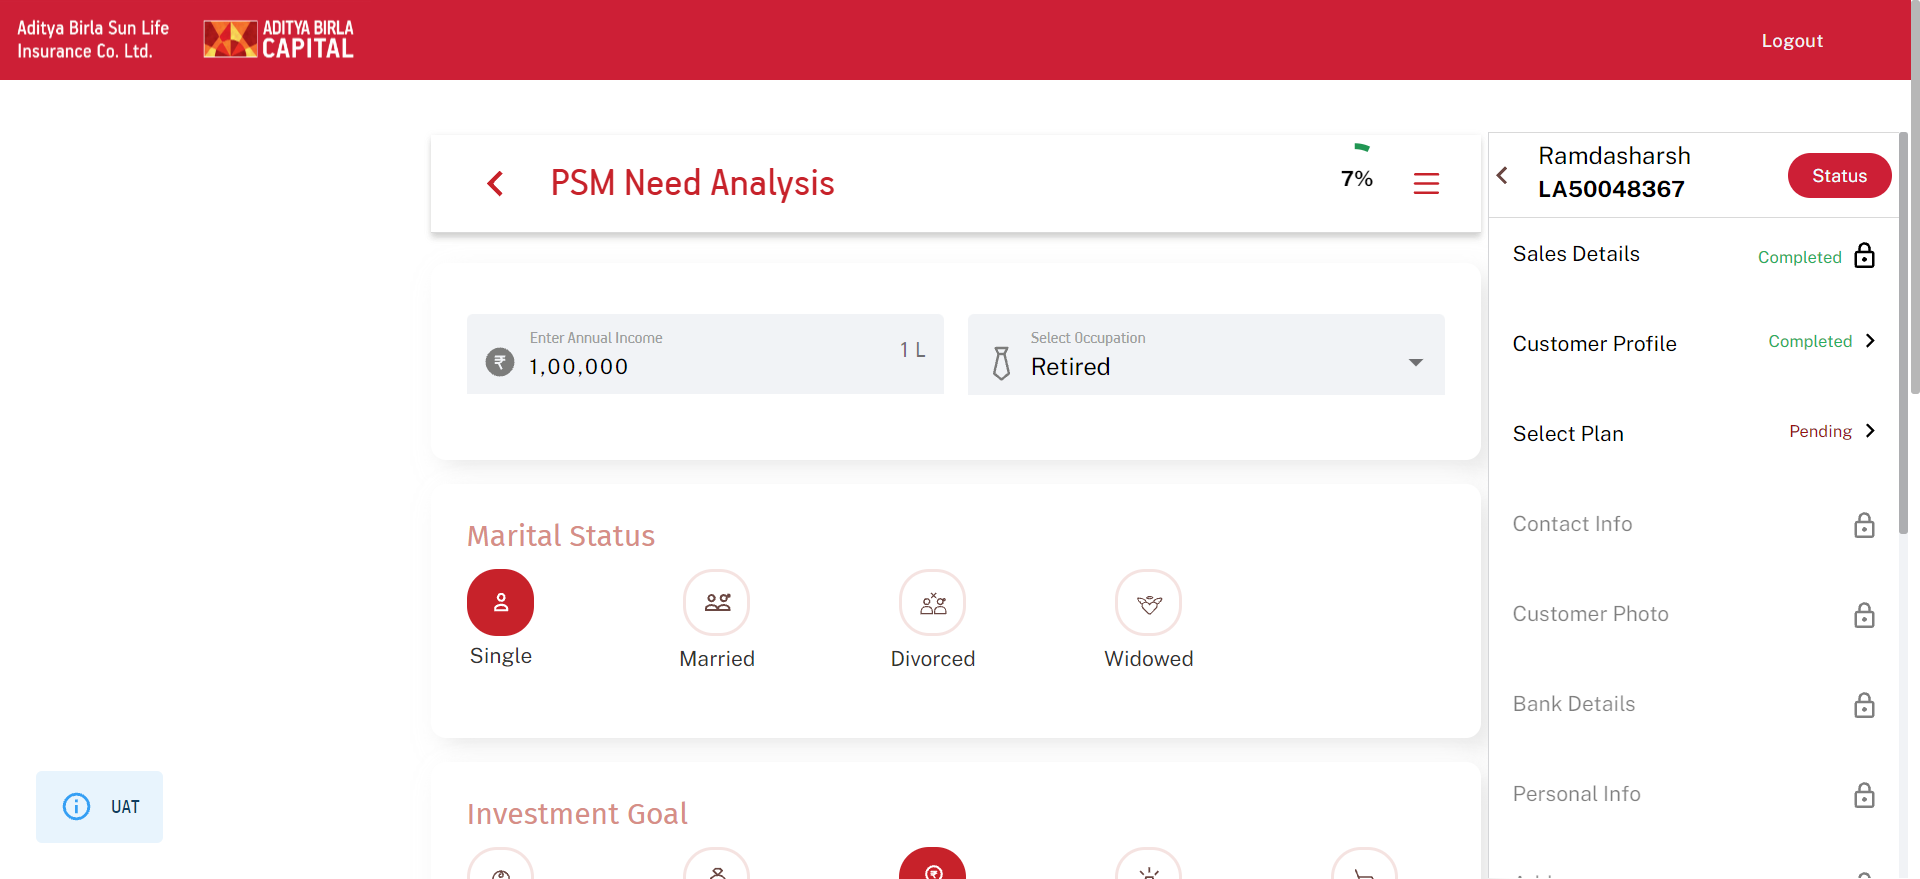 Aditya Birla Sun Life
Insurance Co. Ltd.
ADITYA BIRLA
CAPITAL
Logout
PSM Need Analysis
7%
Ramdasharsh
LA50048367
Status
Enter Annual Income
1,00,000
1 L
Select Occupation
Retired
Marital Status
Single
Married
Divorced
Widowed
Investment Goal
Sales Details
Completed
Customer Profile
Completed
Select Plan
Pending
Contact Info
Customer Photo
Bank Details
Personal Info
UAT